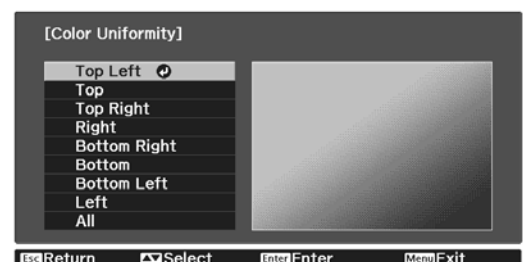 [Color Uniformity]
Top Left
Top
Top Right
Right
Bottom Right
Bottom
Bottom Left
Left
All
Esc Return Select Enter Enter Menu Exit